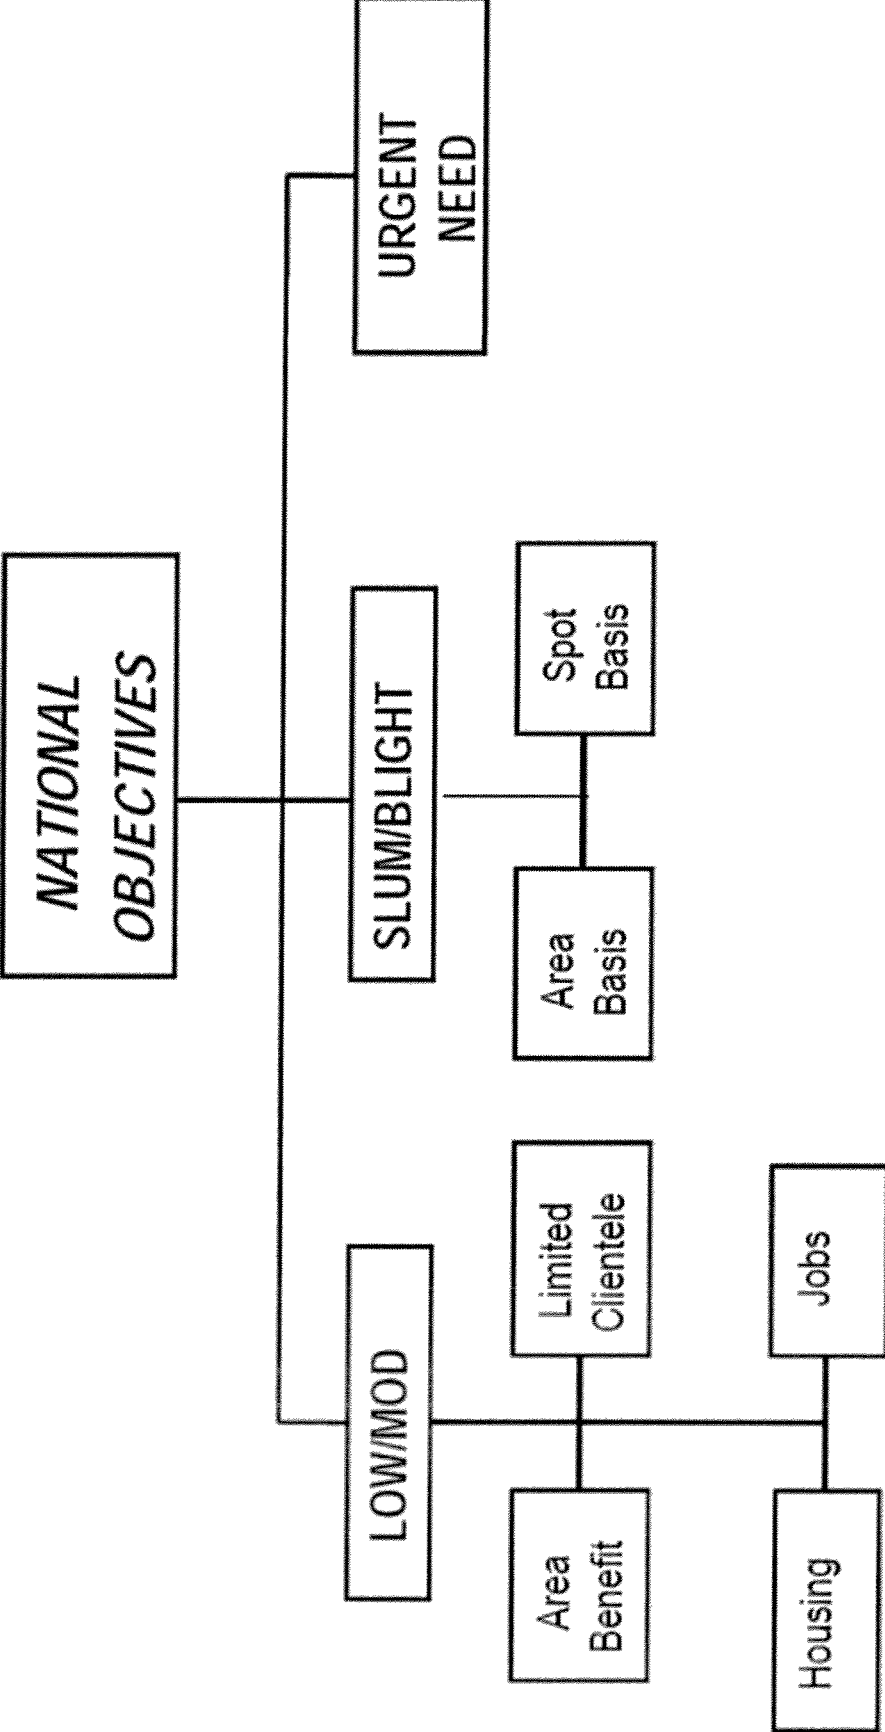 NATIONAL
OBJECTIVES
LOW/MOD
SLUM/BLIGHT
URGENT
NEED
Area
Benefit
Limited
Clientele
Area
Basis
Spot
Basis
Housing
Jobs